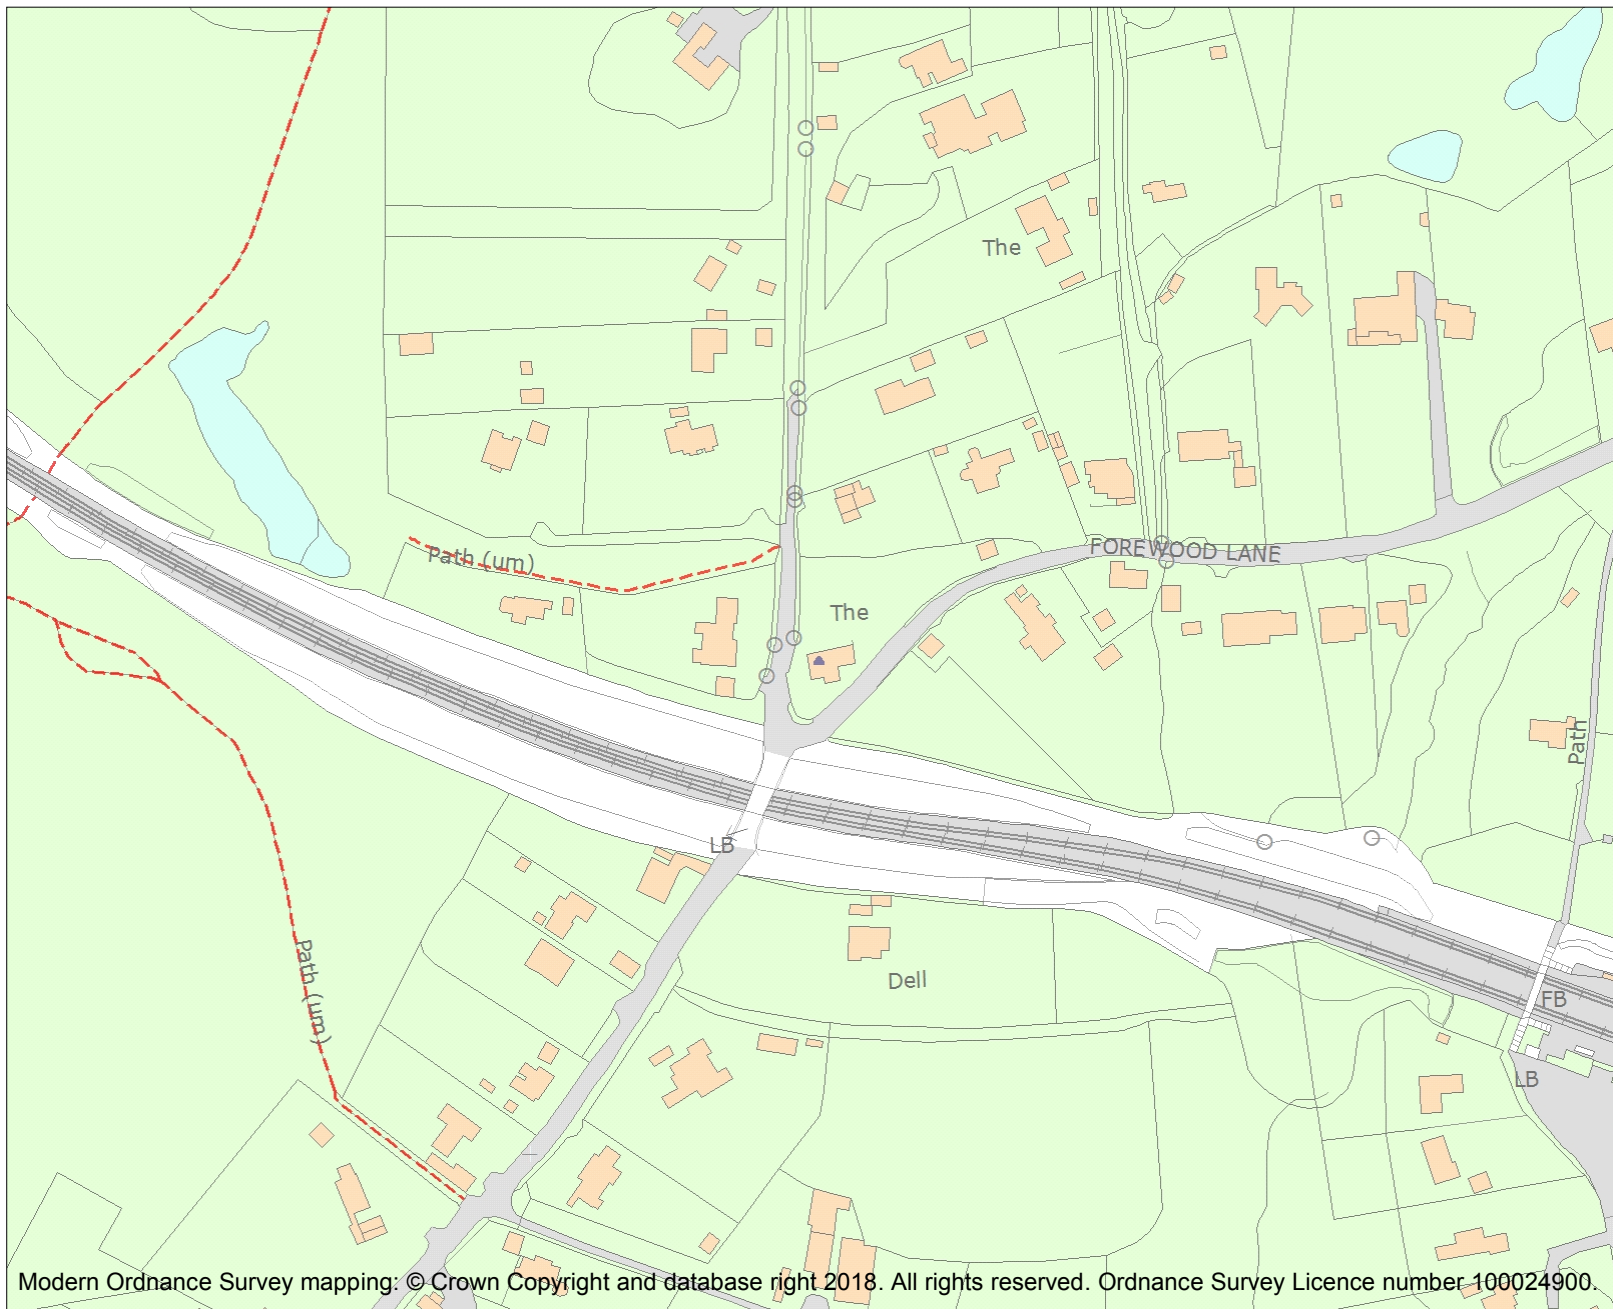 The
Path (um)
FOREWOOD LANE
The
Path
LB
Path (um)
Dell
FB
LB
Modern Ordnance Survey mapping: © Crown Copyright and database right 2018. All rights reserved. Ordnance Survey Licence number 100024900.